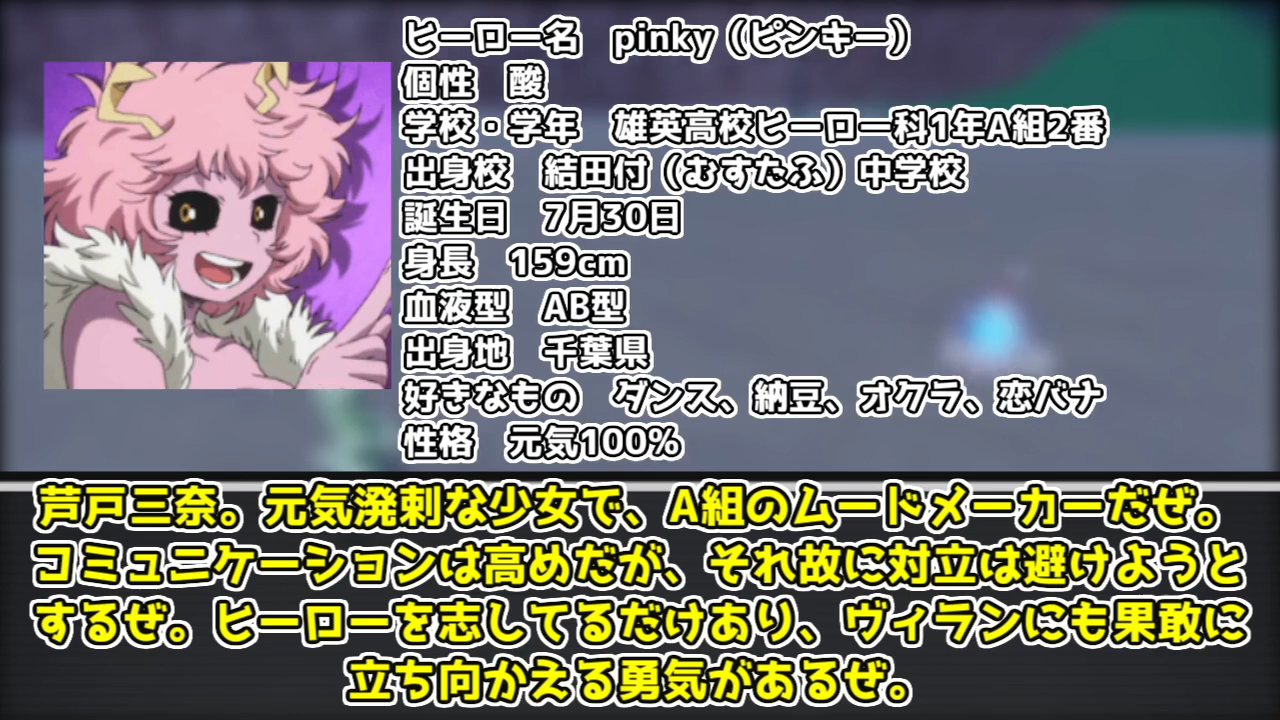 ヒーロー名　pinky（ピンキー）
個性　酸
学校・学年　雄英高校ヒーロー科1年A組2番
出身校　結田付（むすたふ）中学校
誕生日　7月30日
身長　159cm
血液型　AB型
出身地　千葉県
好きなもの　ダンス、納豆、オクラ、恋バナ
性格　元気100%
芦戸三奈。元気溌剌な少女で、A組のムードメーカーだぜ。
コミュニケーションは高めだが、それ故に対立は避けようと
するぜ。ヒーローを志してるだけあり、ヴィランにも果敢に
立ち向かえる勇気があるぜ。